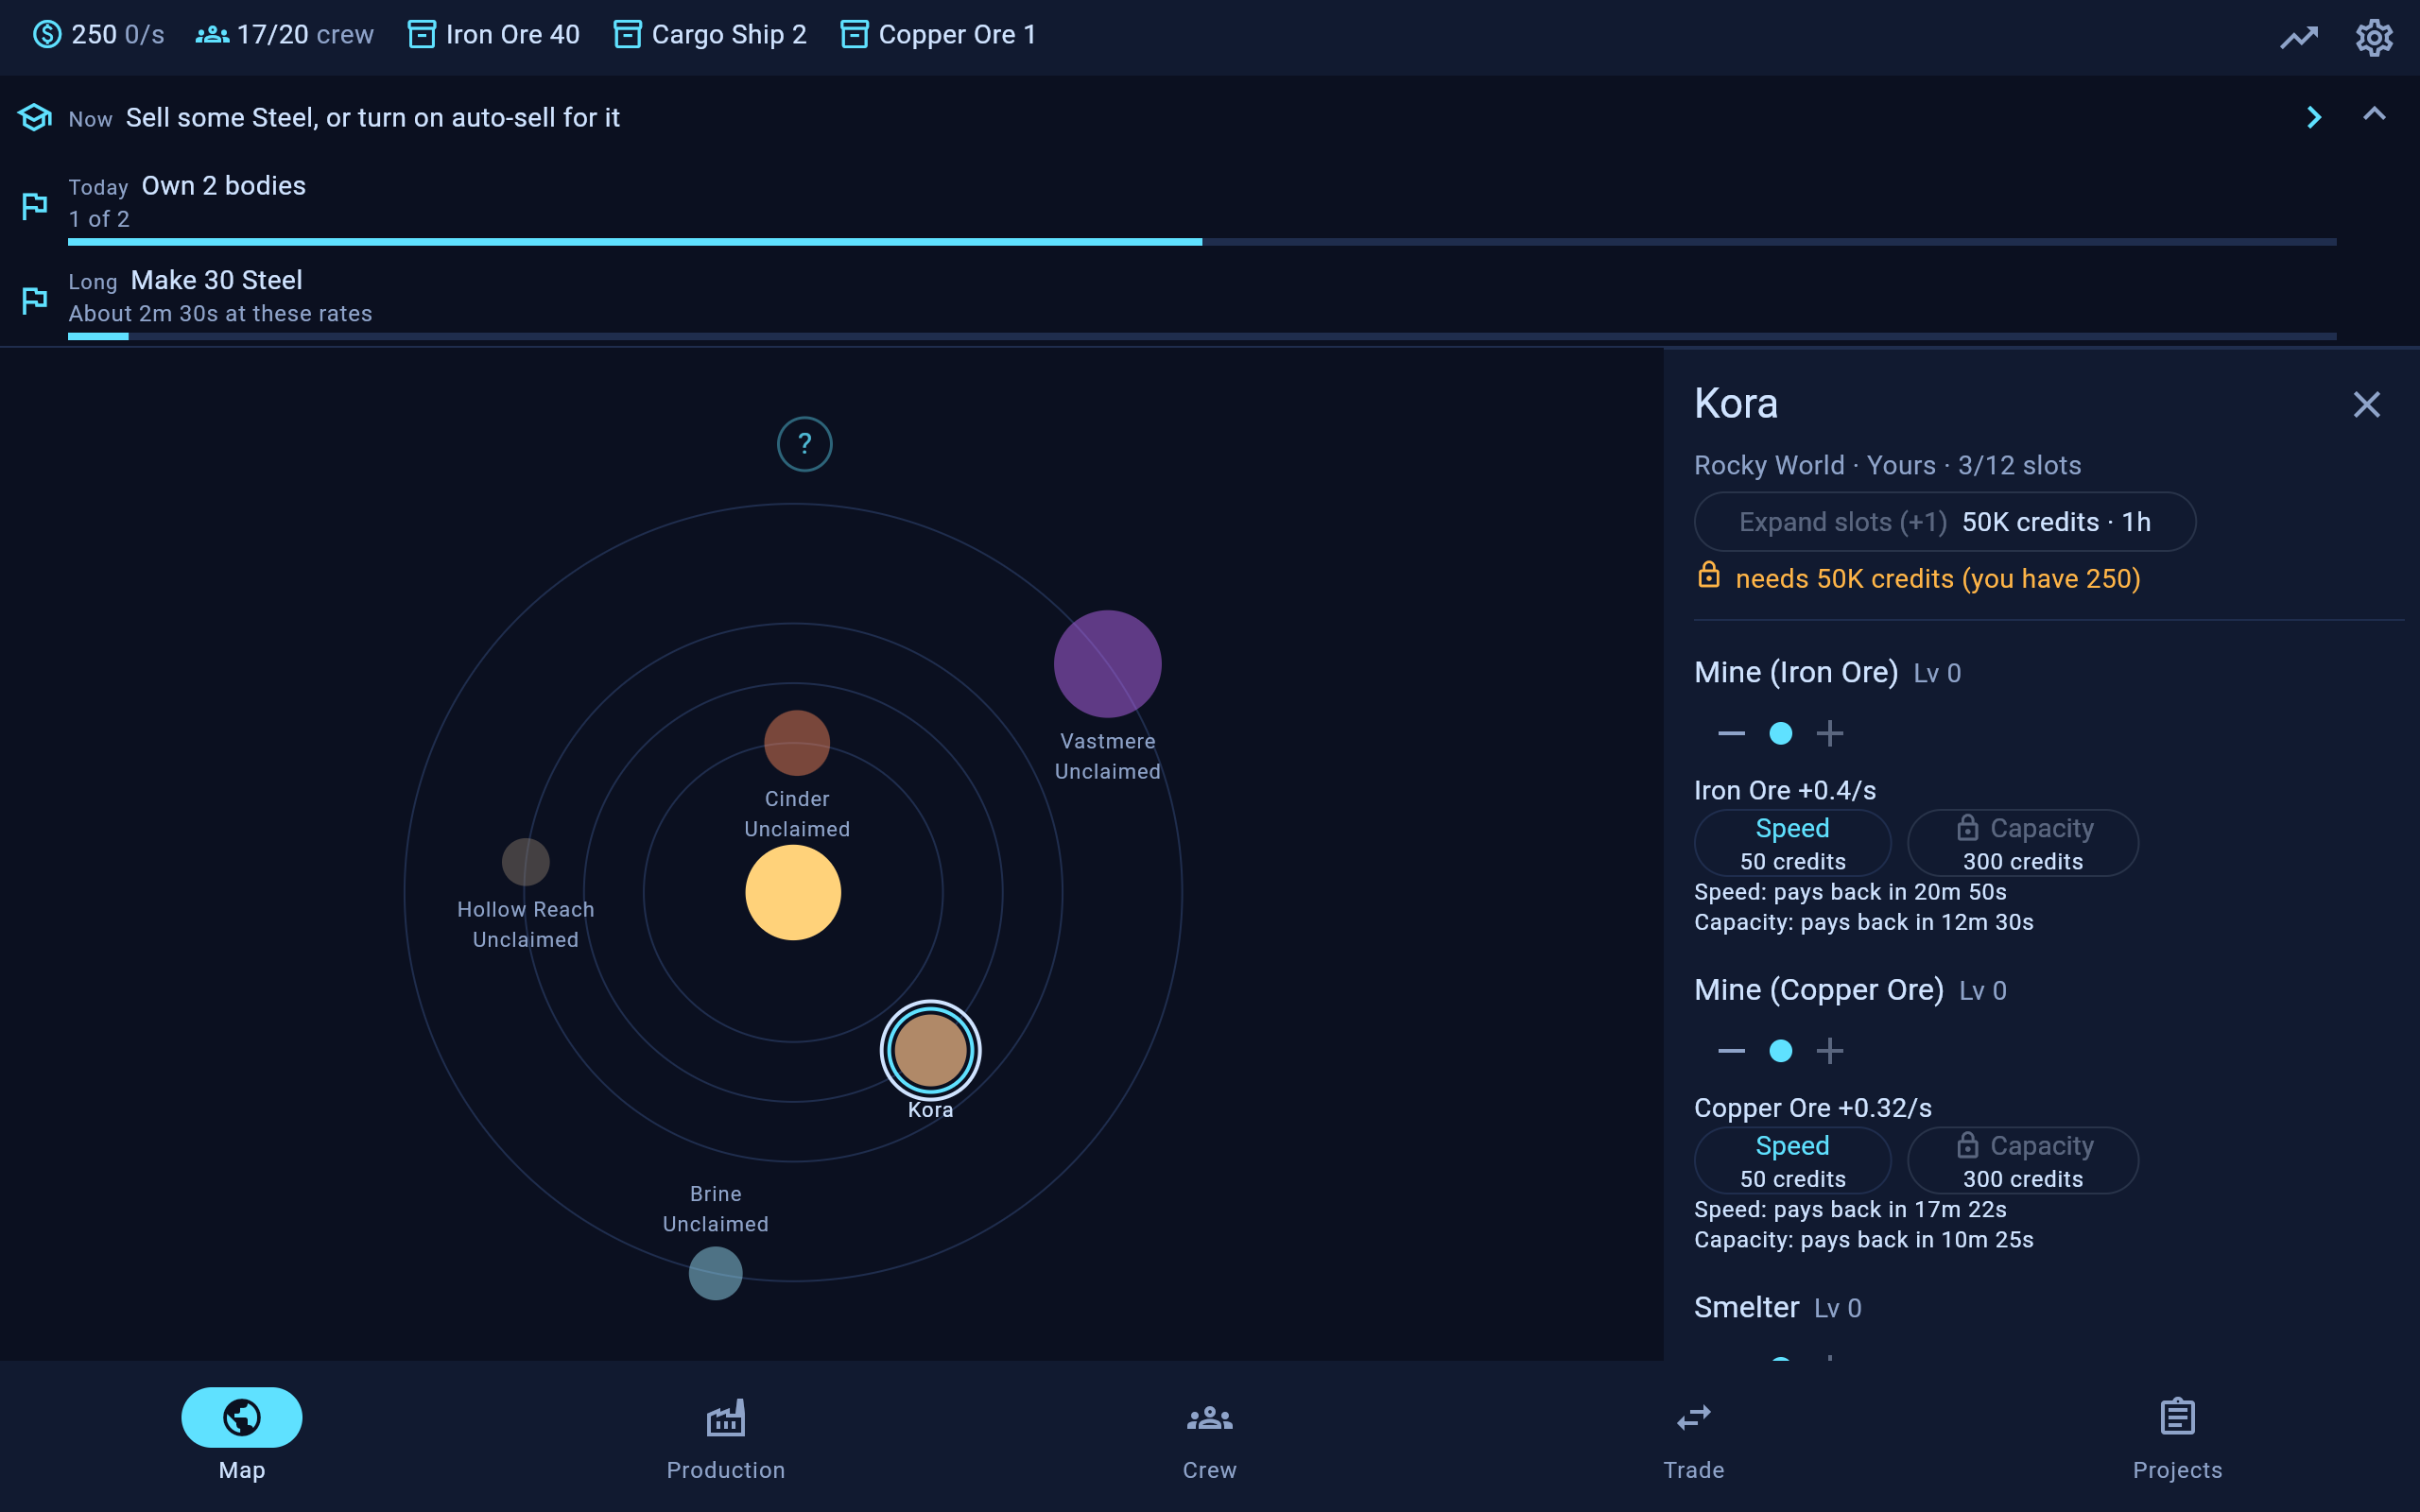 250 0/s 17/20 crew Iron Ore 40 Cargo Ship 2 Copper Ore 1
Now Sell some Steel, or turn on auto-sell for it
Today Own 2 bodies
1 of 2
Long Make 30 Steel
About 2m 30s at these rates
?
Vastmere
Unclaimed
Cinder
Unclaimed
Hollow Reach
Unclaimed
Kora
Brine
Unclaimed
Kora
Rocky World · Yours · 3/12 slots
Expand slots (+1) 50K credits · 1h
needs 50K credits (you have 250)
Mine (Iron Ore) Lv 0
Iron Ore +0.4/s
Speed
50 credits
Capacity
300 credits
Speed: pays back in 20m 50s
Capacity: pays back in 12m 30s
Mine (Copper Ore) Lv 0
Copper Ore +0.32/s
Speed
50 credits
Capacity
300 credits
Speed: pays back in 17m 22s
Capacity: pays back in 10m 25s
Smelter Lv 0
Map
Production
Crew
Trade
Projects